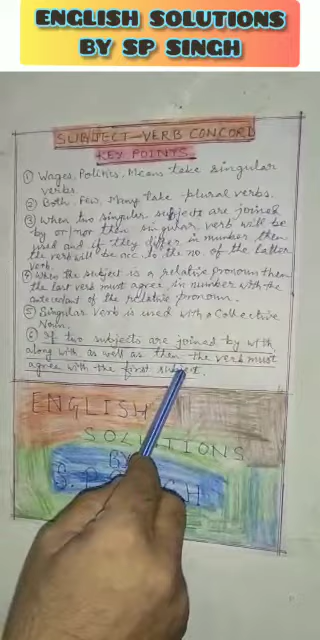 ENGLISH SOLUTIONS
BY SP SINGH
SUBJECT-VERB CONCORD
KEY POINTS
① Wages, Politics, Means take singular
verbs.
② Both, Few, Many take plural verbs.
③ When two singular subjects are joined
by or/nor then singular verb will be
used and if they differ in number then
the verb will be acc. to the no. of the latter
verb.
④ When the subject is a relative pronoun then
the last verb must agree in number with the
antecedent of the relative pronoun.
⑤ Singular verb is used with a Collective
Noun.
⑥ If two subjects are joined by with
along with as well as then the verb must
agree with the first subject.
ENGLISH
SOLUTIONS
BY
S.P